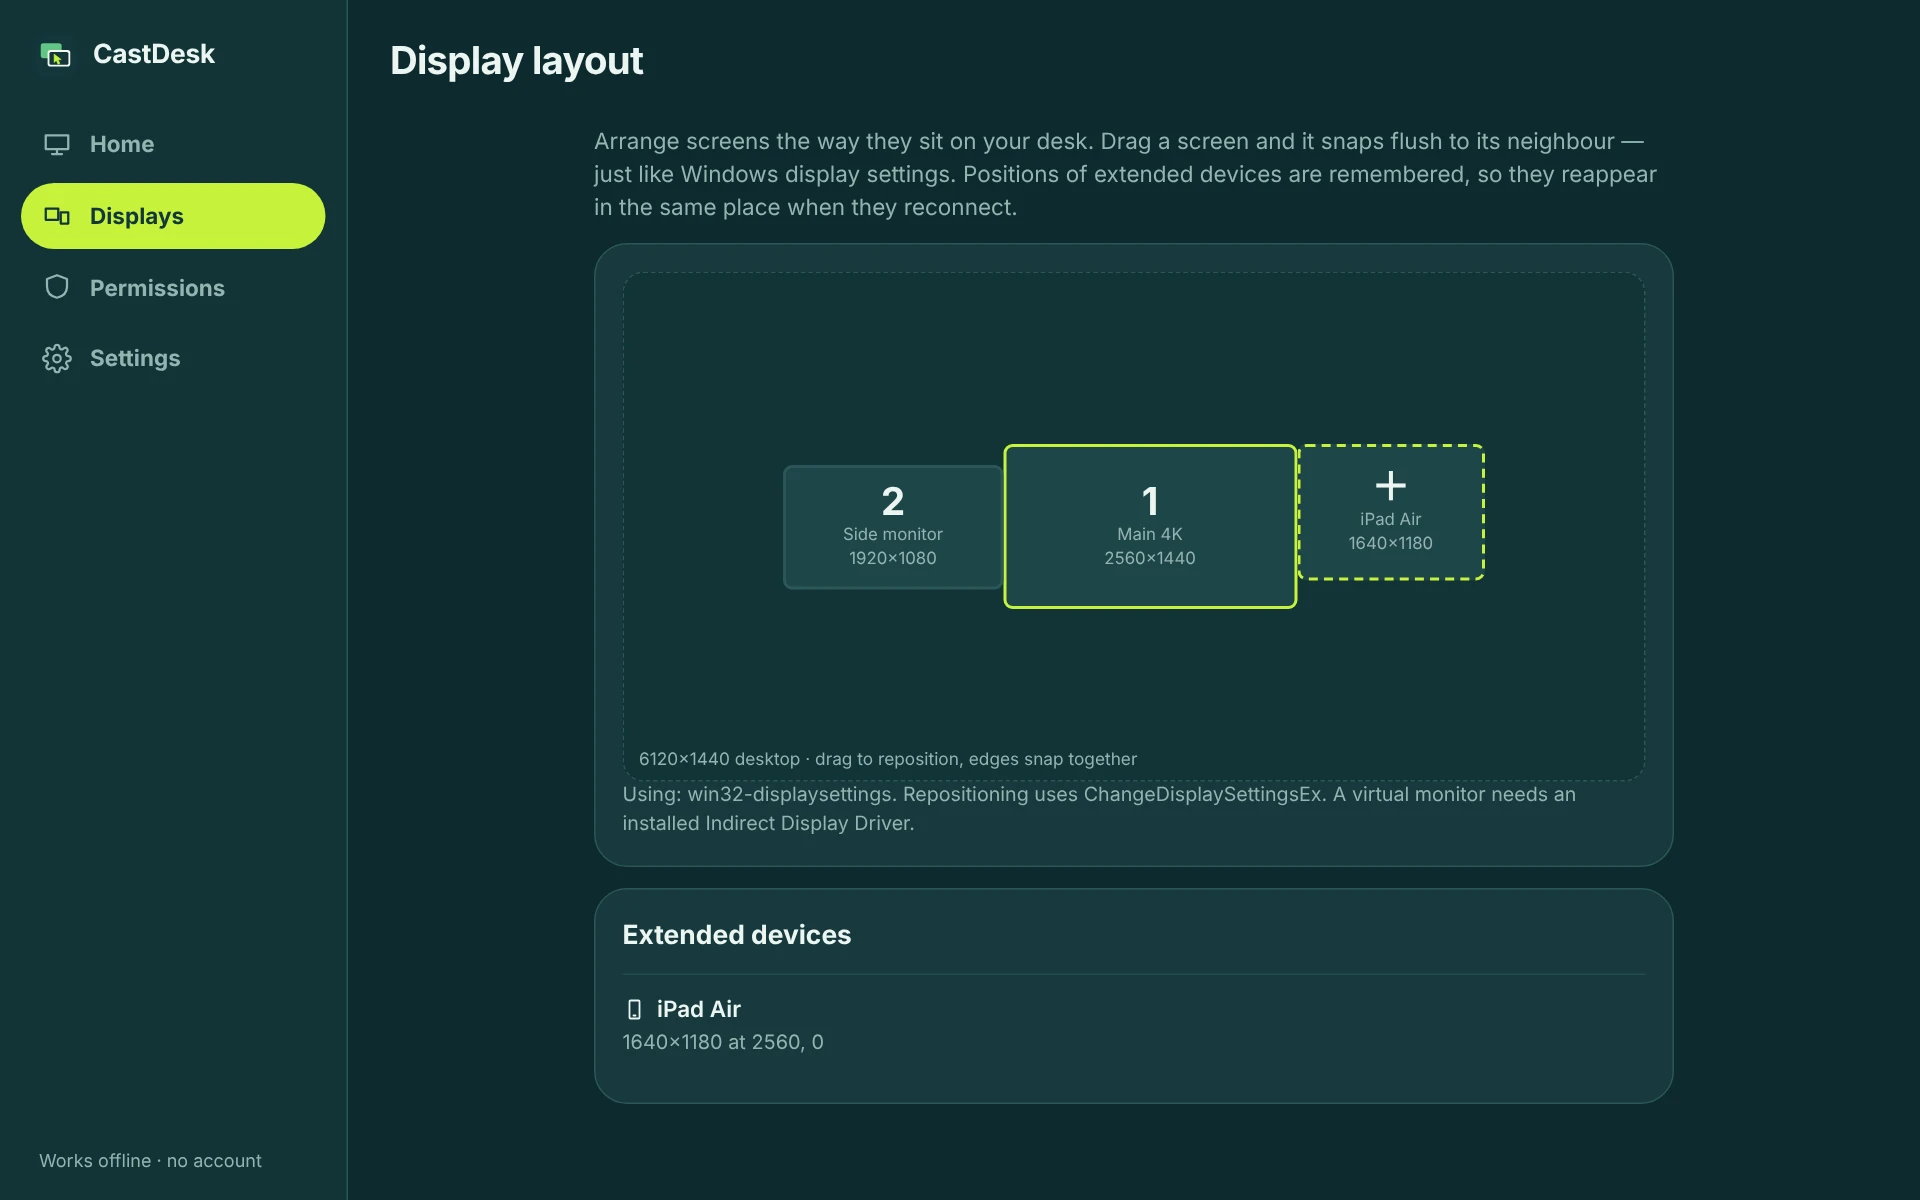 CastDesk
Home
Displays
Permissions
Settings
Works offline · no account
Display layout
Arrange screens the way they sit on your desk. Drag a screen and it snaps flush to its neighbour —
just like Windows display settings. Positions of extended devices are remembered, so they reappear
in the same place when they reconnect.
2
Side monitor
1920×1080
1
Main 4K
2560×1440
+
iPad Air
1640×1180
6120×1440 desktop · drag to reposition, edges snap together
Using: win32-displaysettings. Repositioning uses ChangeDisplaySettingsEx. A virtual monitor needs an
installed Indirect Display Driver.
Extended devices
iPad Air
1640×1180 at 2560, 0